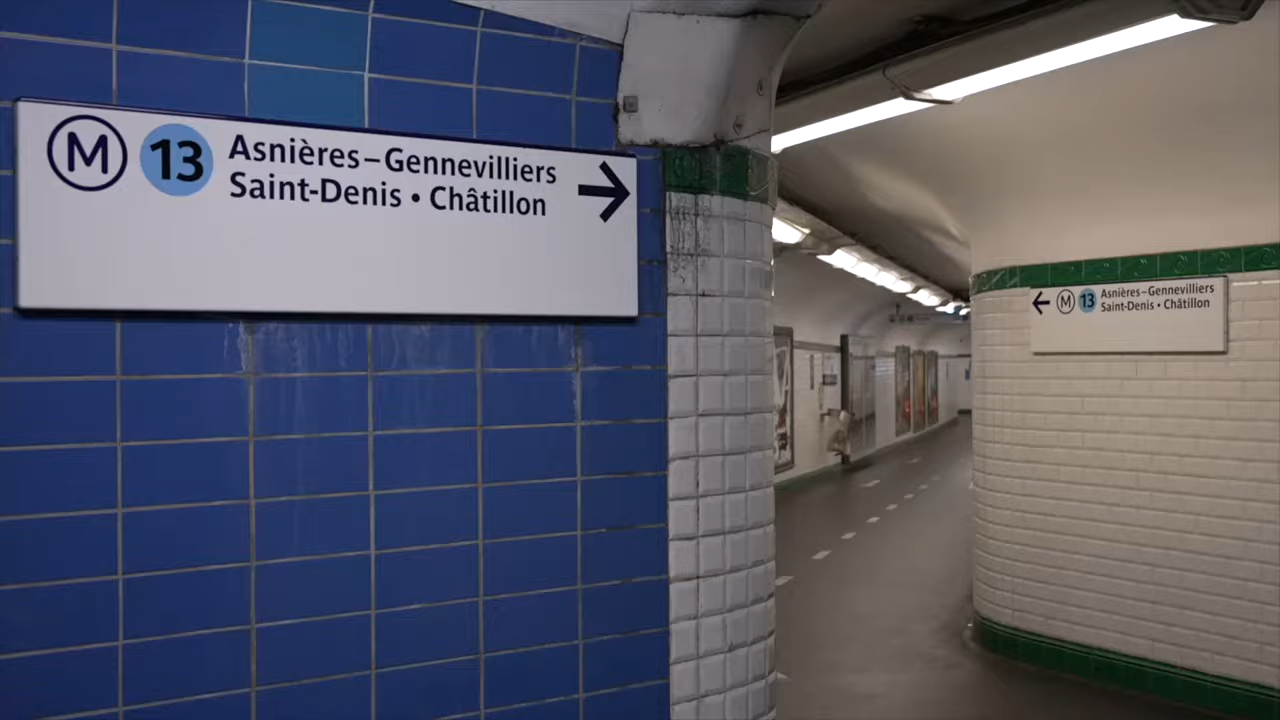 M 13 Asnières–Gennevilliers →
Saint-Denis • Châtillon
← M 13 Asnières–Gennevilliers
Saint-Denis • Châtillon